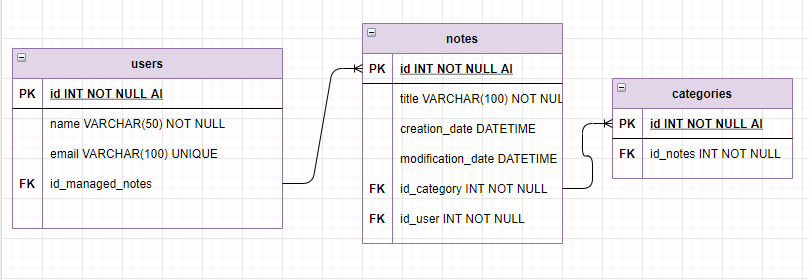 users
PK id INT NOT NULL AI
name VARCHAR(50) NOT NULL
email VARCHAR(100) UNIQUE
FK id_managed_notes
notes
PK id INT NOT NULL AI
title VARCHAR(100) NOT NUL
creation_date DATETIME
modification_date DATETIME
FK id_category INT NOT NULL
FK id_user INT NOT NULL
categories
PK id INT NOT NULL AI
FK id_notes INT NOT NULL